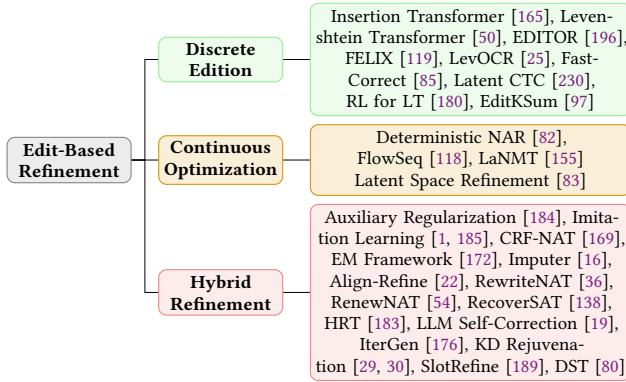 Insertion Transformer [165], Leven-
shtein Transformer [50], EDITOR [196],
FELIX [119], LevOCR [25], Fast-
Correct [85], Latent CTC [230],
RL for LT [180], EditKSum [97]
Discrete
Edition
Edit-Based
Refinement
Continuous
Optimization
Deterministic NAR [82],
FlowSeq [118], LaNMT [155]
Latent Space Refinement [83]
Hybrid
Refinement
Auxiliary Regularization [184], Imita-
tion Learning [1, 185], CRF-NAT [169],
EM Framework [172], Imputer [16],
Align-Refine [22], RewriteNAT [36],
RenewNAT [54], RecoverSAT [138],
HRT [183], LLM Self-Correction [19],
IterGen [176], KD Rejuvena-
tion [29, 30], SlotRefine [189], DST [80]